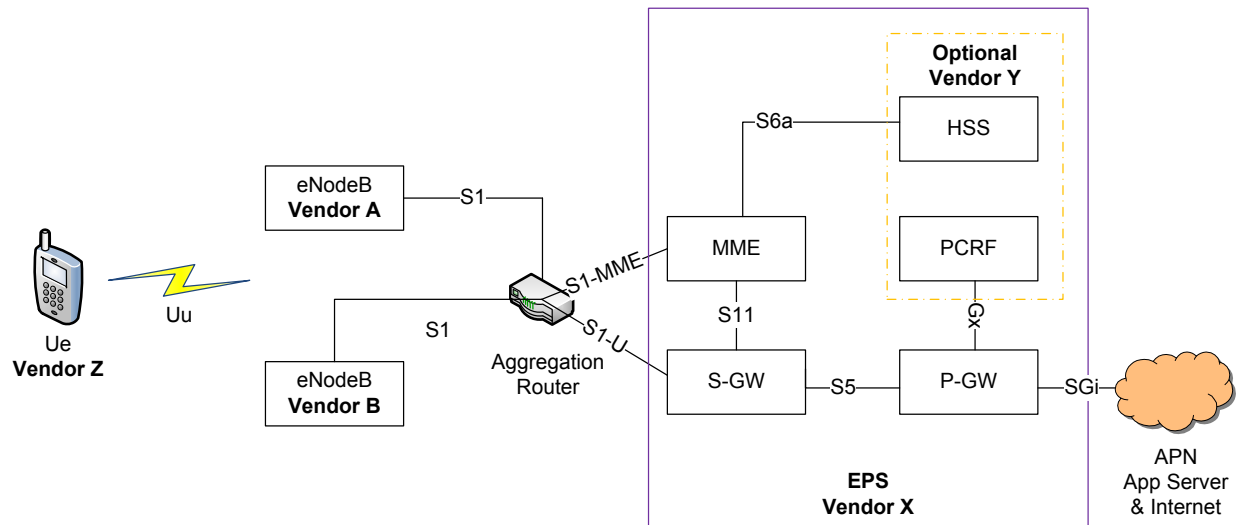 Optional
Vendor Y
HSS
S6a
eNodeB
Vendor A
S1
MME
PCRF
S1-MME
Uu
S1
S11
Gx
S1-U
Ue
Vendor Z
Aggregation
Router
eNodeB
Vendor B
S-GW
S5
P-GW
SGi
APN
App Server
& Internet
EPS
Vendor X